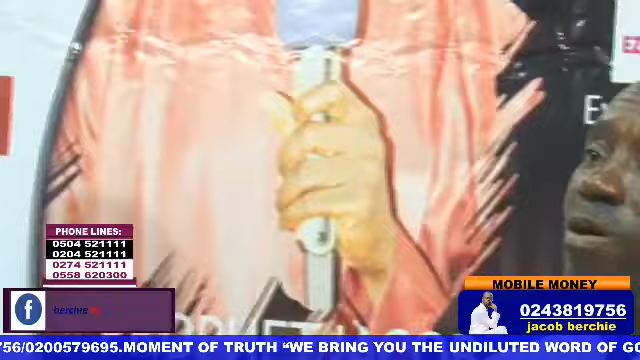 PHONE LINES:
0504 521111
0204 521111
0274 521111
0558 620300
berchie
MOBILE MONEY
0243819756
jacob berchie
756/0200579695.MOMENT OF TRUTH “WE BRING YOU THE UNDILUTED WORD OF GO